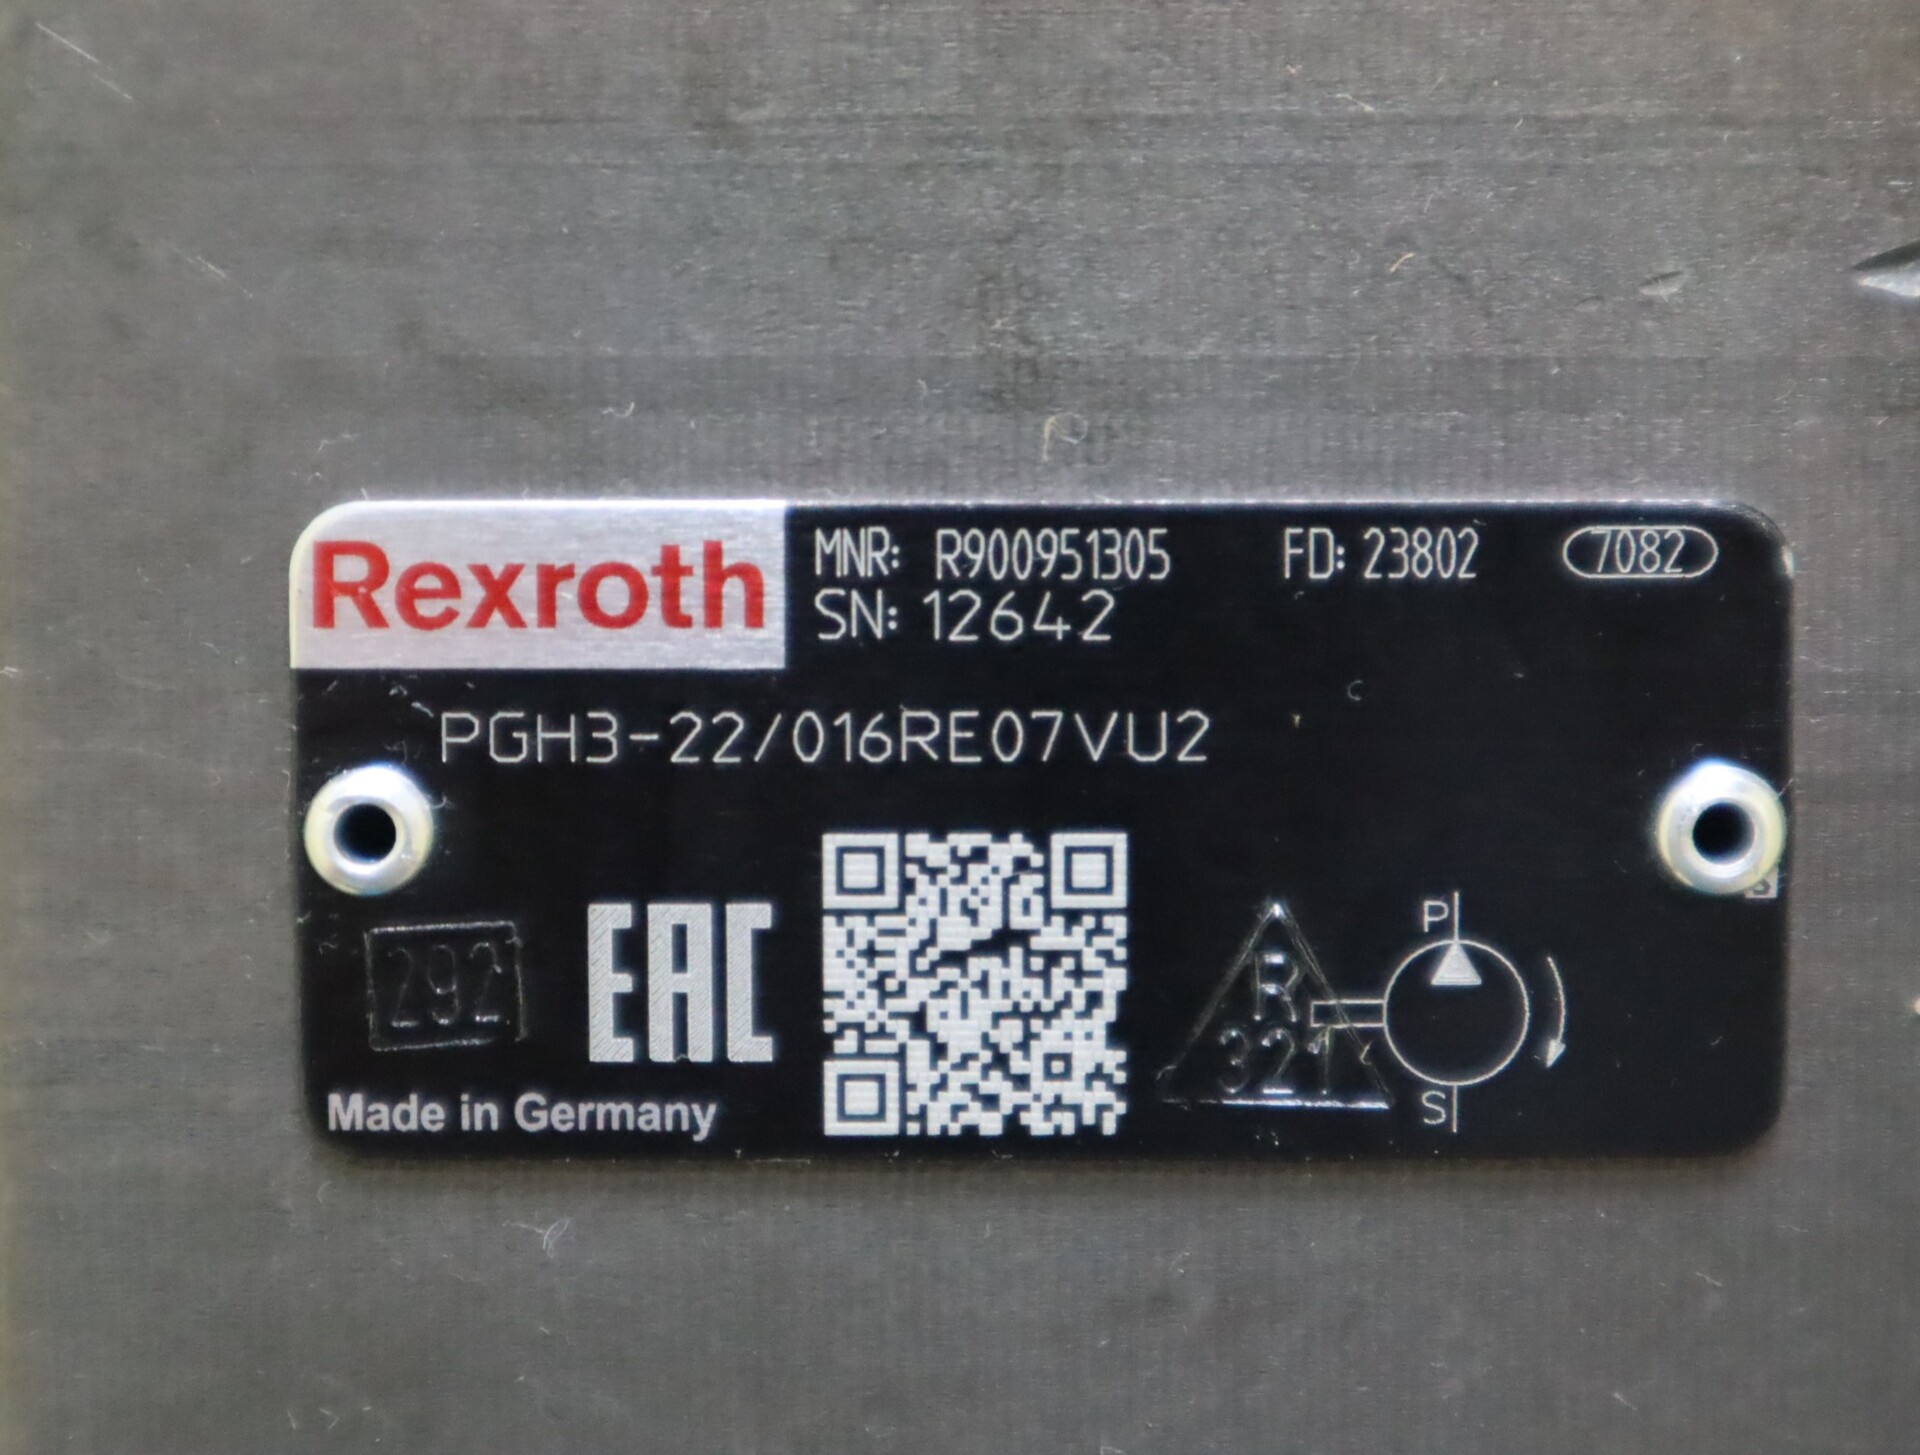 Rexroth
MNR: R900951305 FD: 23802 7082
SN: 12642
PGH3-22/016RE07VU2
292
EAC
Made in Germany
R
321
P
S